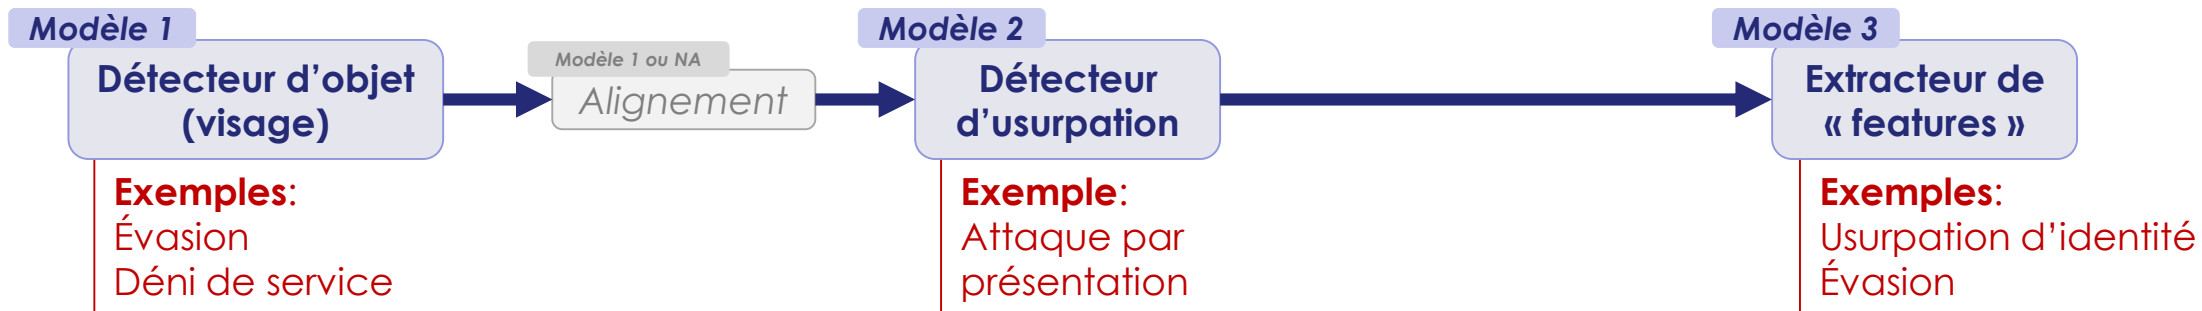 Modèle 1
Détecteur d’objet
(visage)
Exemples:
Évasion
Déni de service
Modèle 1 ou NA
Alignement
Modèle 2
Détecteur
d’usurpation
Exemple:
Attaque par
présentation
Modèle 3
Extracteur de
« features »
Exemples:
Usurpation d’identité
Évasion